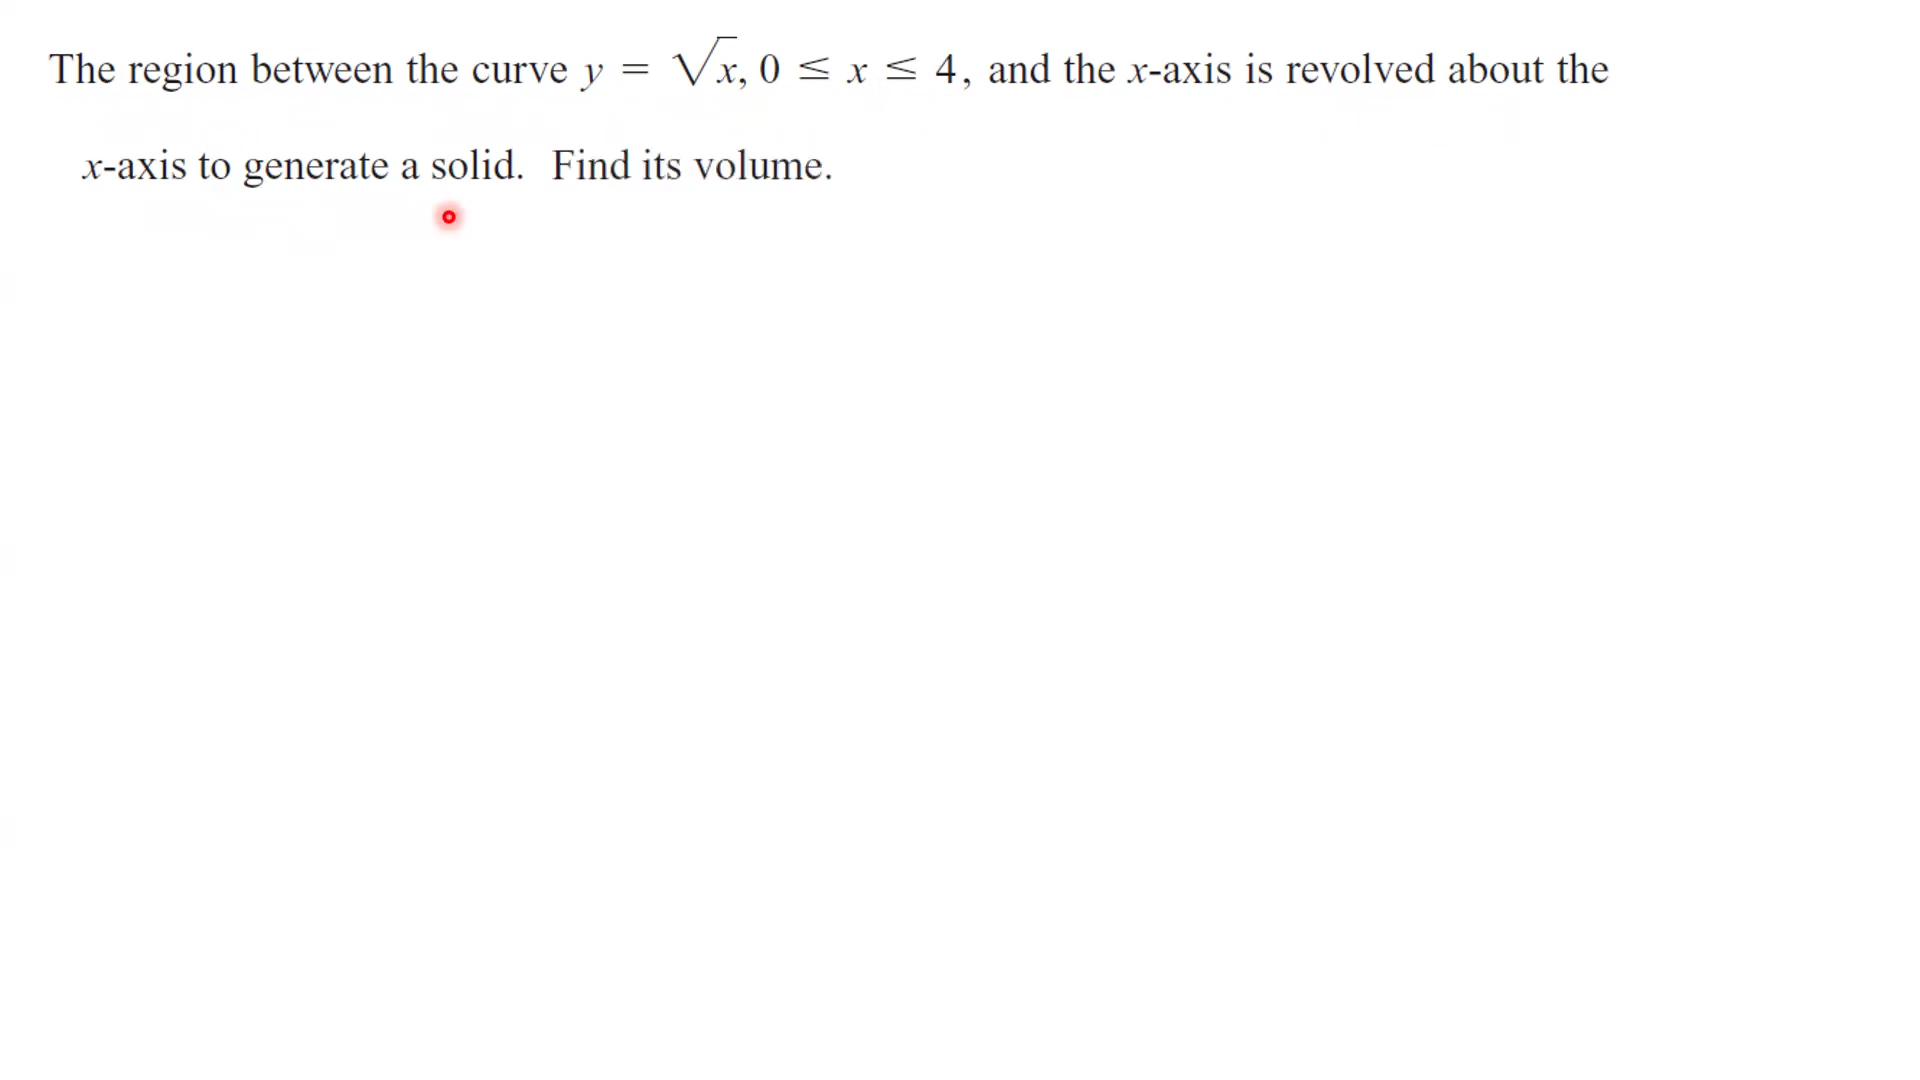 The region between the curve y = √x, 0 ≤ x ≤ 4, and the x-axis is revolved about the
x-axis to generate a solid. Find its volume.